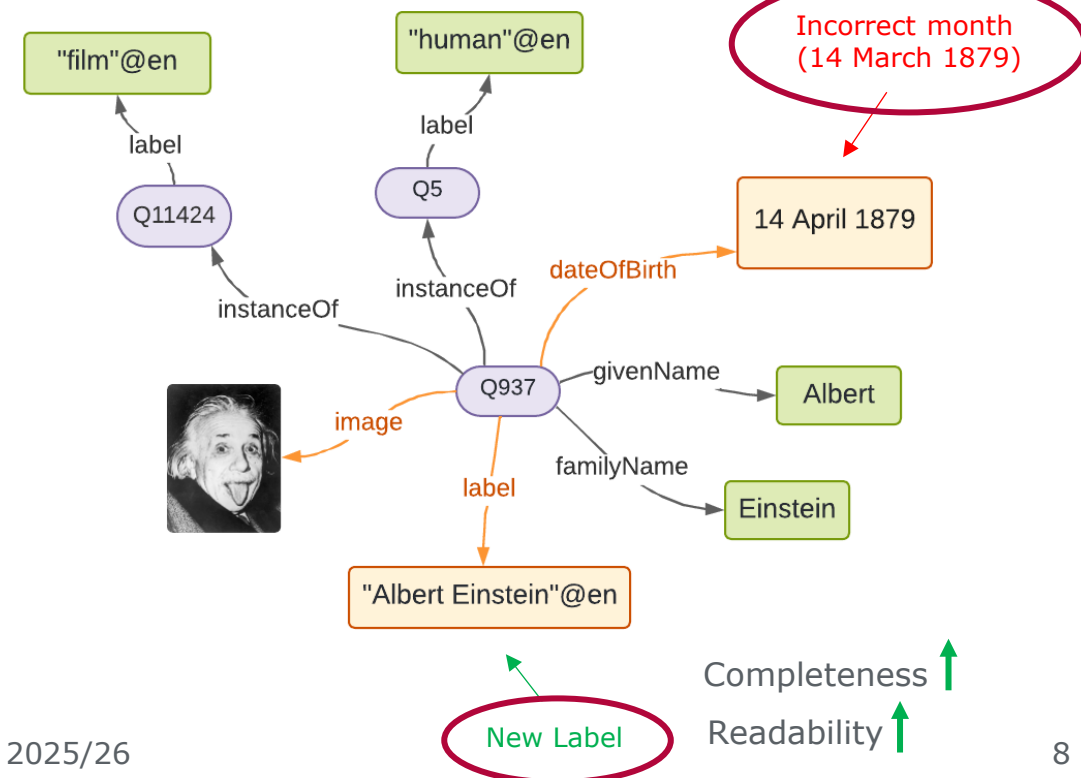 Incorrect month
(14 March 1879)
"film"@en
"human"@en
label
label
Q11424
Q5
14 April 1879
dateOfBirth
instanceOf
instanceOf
Q937
givenName
Albert
image
familyName
label
Einstein
"Albert Einstein"@en
Completeness
New Label
Readability
2025/26
8